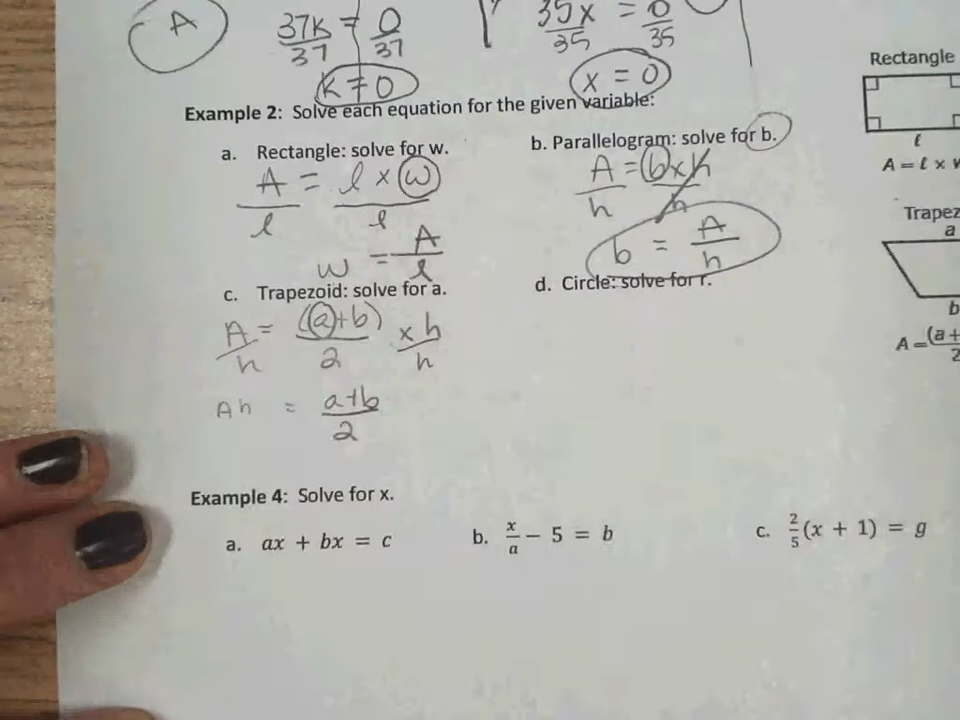 A
37k = 0
37 37
k = 0
35x = 0
35 35
x = 0
Rectangle
ℓ
A = ℓ ×
Example 2: Solve each equation for the given variable:
a. Rectangle: solve for w.
A = l × w
l l
w = A/l
b. Parallelogram: solve for b.
A = b × h
h h
b = A/h
Trapez
a
b
A = (a+
2
c. Trapezoid: solve for a.
A = (a+b) × h
h 2 h
Ah = a+b
2
d. Circle: solve for r.
Example 4: Solve for x.
a. ax + bx = c
b. x/a − 5 = b
c. 2/5 (x + 1) = g